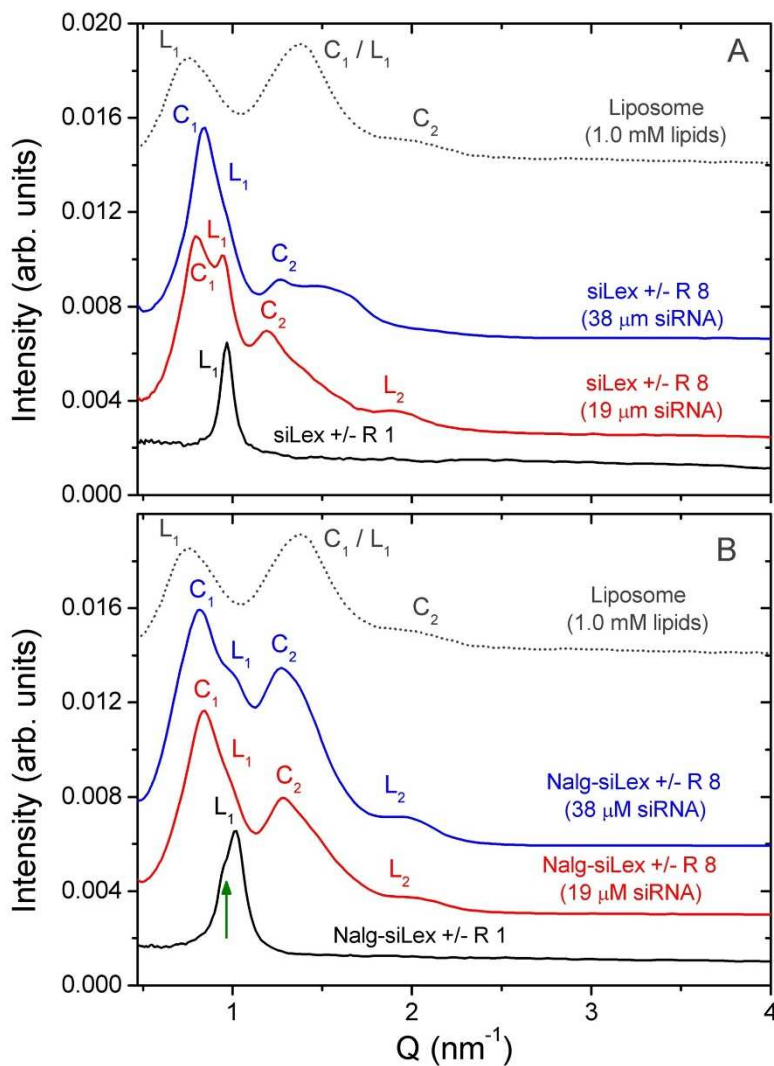 0.020
L1
C1 / L1
A
0.016
C1
C2
Liposome
(1.0 mM lipids)
L1
0.012
L1
C1
C2
siLex +/- R 8
(38 μm siRNA)
0.008
L1
L2
siLex +/- R 8
(19 μm siRNA)
0.004
siLex +/- R 1
0.000
Intensity (arb. units)
L1
C1 / L1
B
0.016
C1
C2
Liposome
(1.0 mM lipids)
L1
C2
0.012
C1
L1
C2
L2
Nalg-siLex +/- R 8
(38 μM siRNA)
0.008
L1
L2
Nalg-siLex +/- R 8
(19 μM siRNA)
0.004
Nalg-siLex +/- R 1
0.000
Intensity (arb. units)
1
2
3
4
Q (nm⁻¹)